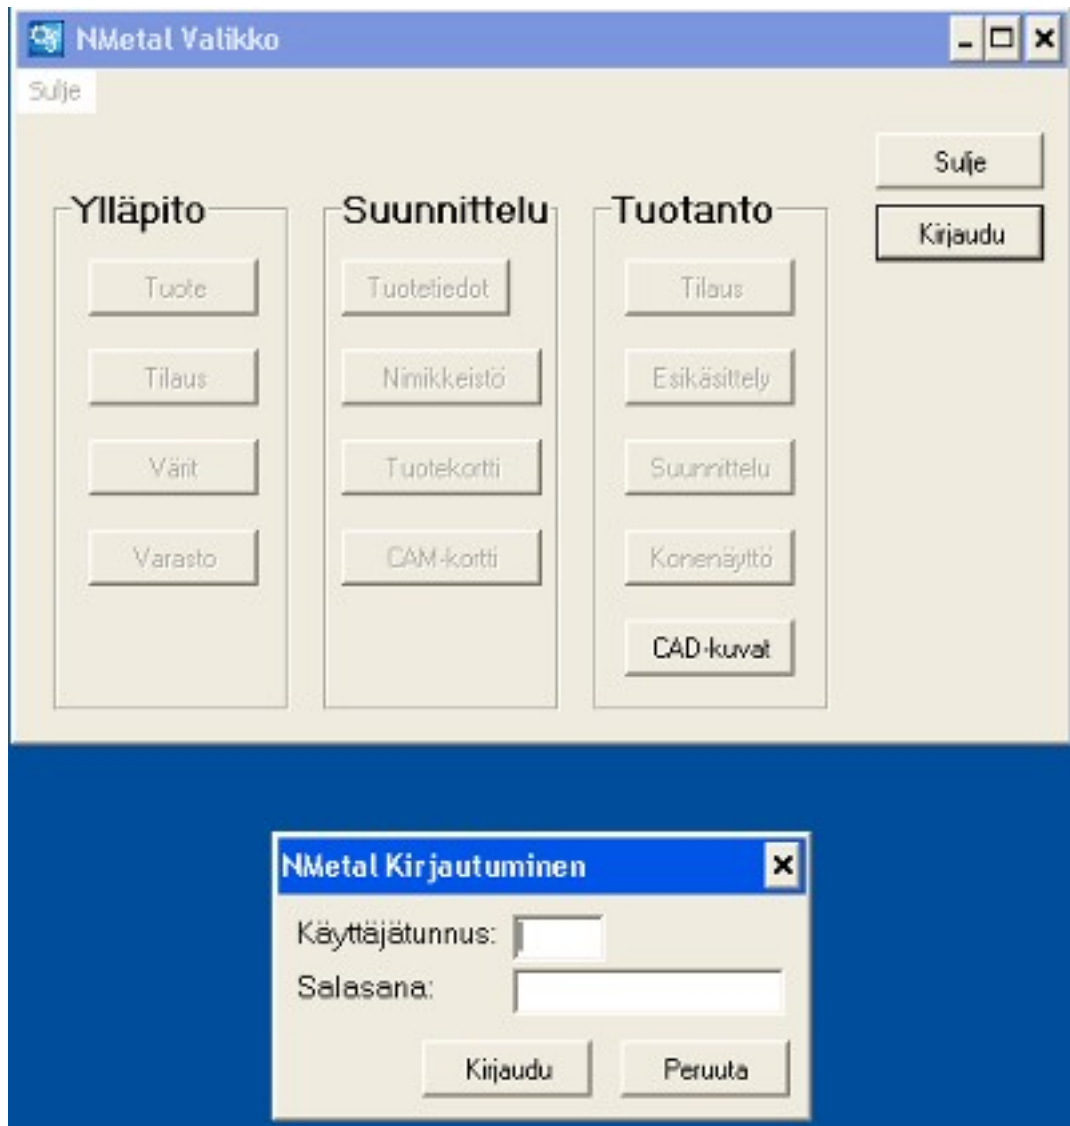 NMetal Valikko
Sulje
Sulje
Kirjaudu
Ylläpito
Tuote
Tilaus
Värit
Varasto
Suunnittelu
Tuotetiedot
Nimikkeistö
Tuotekortti
CAM-kortti
Tuotanto
Tilaus
Esikäsittely
Suunnittelu
Konenäyttö
CAD-kuvat
NMetal Kirjautuminen
Käyttäjätunnus:
Salasana:
Kirjaudu Peruuta